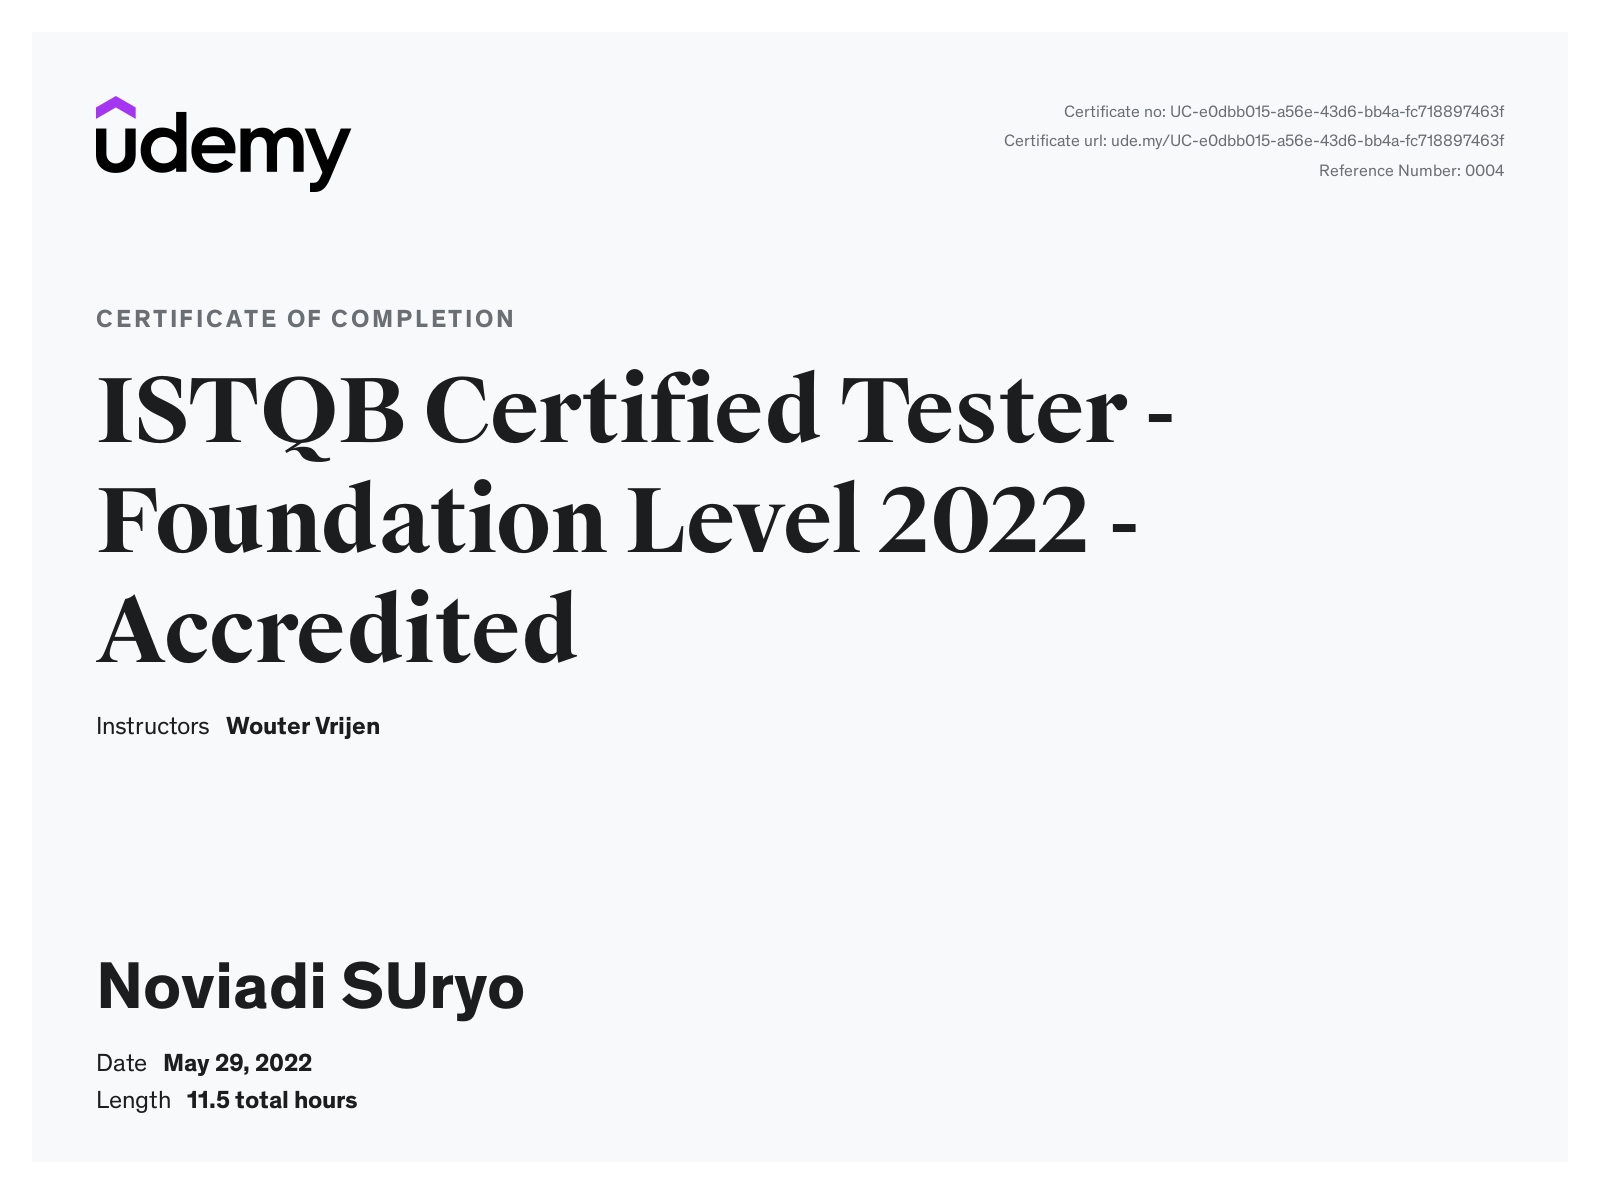 udemy
Certificate no: UC-e0dbb015-a56e-43d6-bb4a-fc718897463f
Certificate url: ude.my/UC-e0dbb015-a56e-43d6-bb4a-fc718897463f
Reference Number: 0004
CERTIFICATE OF COMPLETION
ISTQB Certified Tester -
Foundation Level 2022 -
Accredited
Instructors Wouter Vrijen
Noviadi SUryo
Date May 29, 2022
Length 11.5 total hours